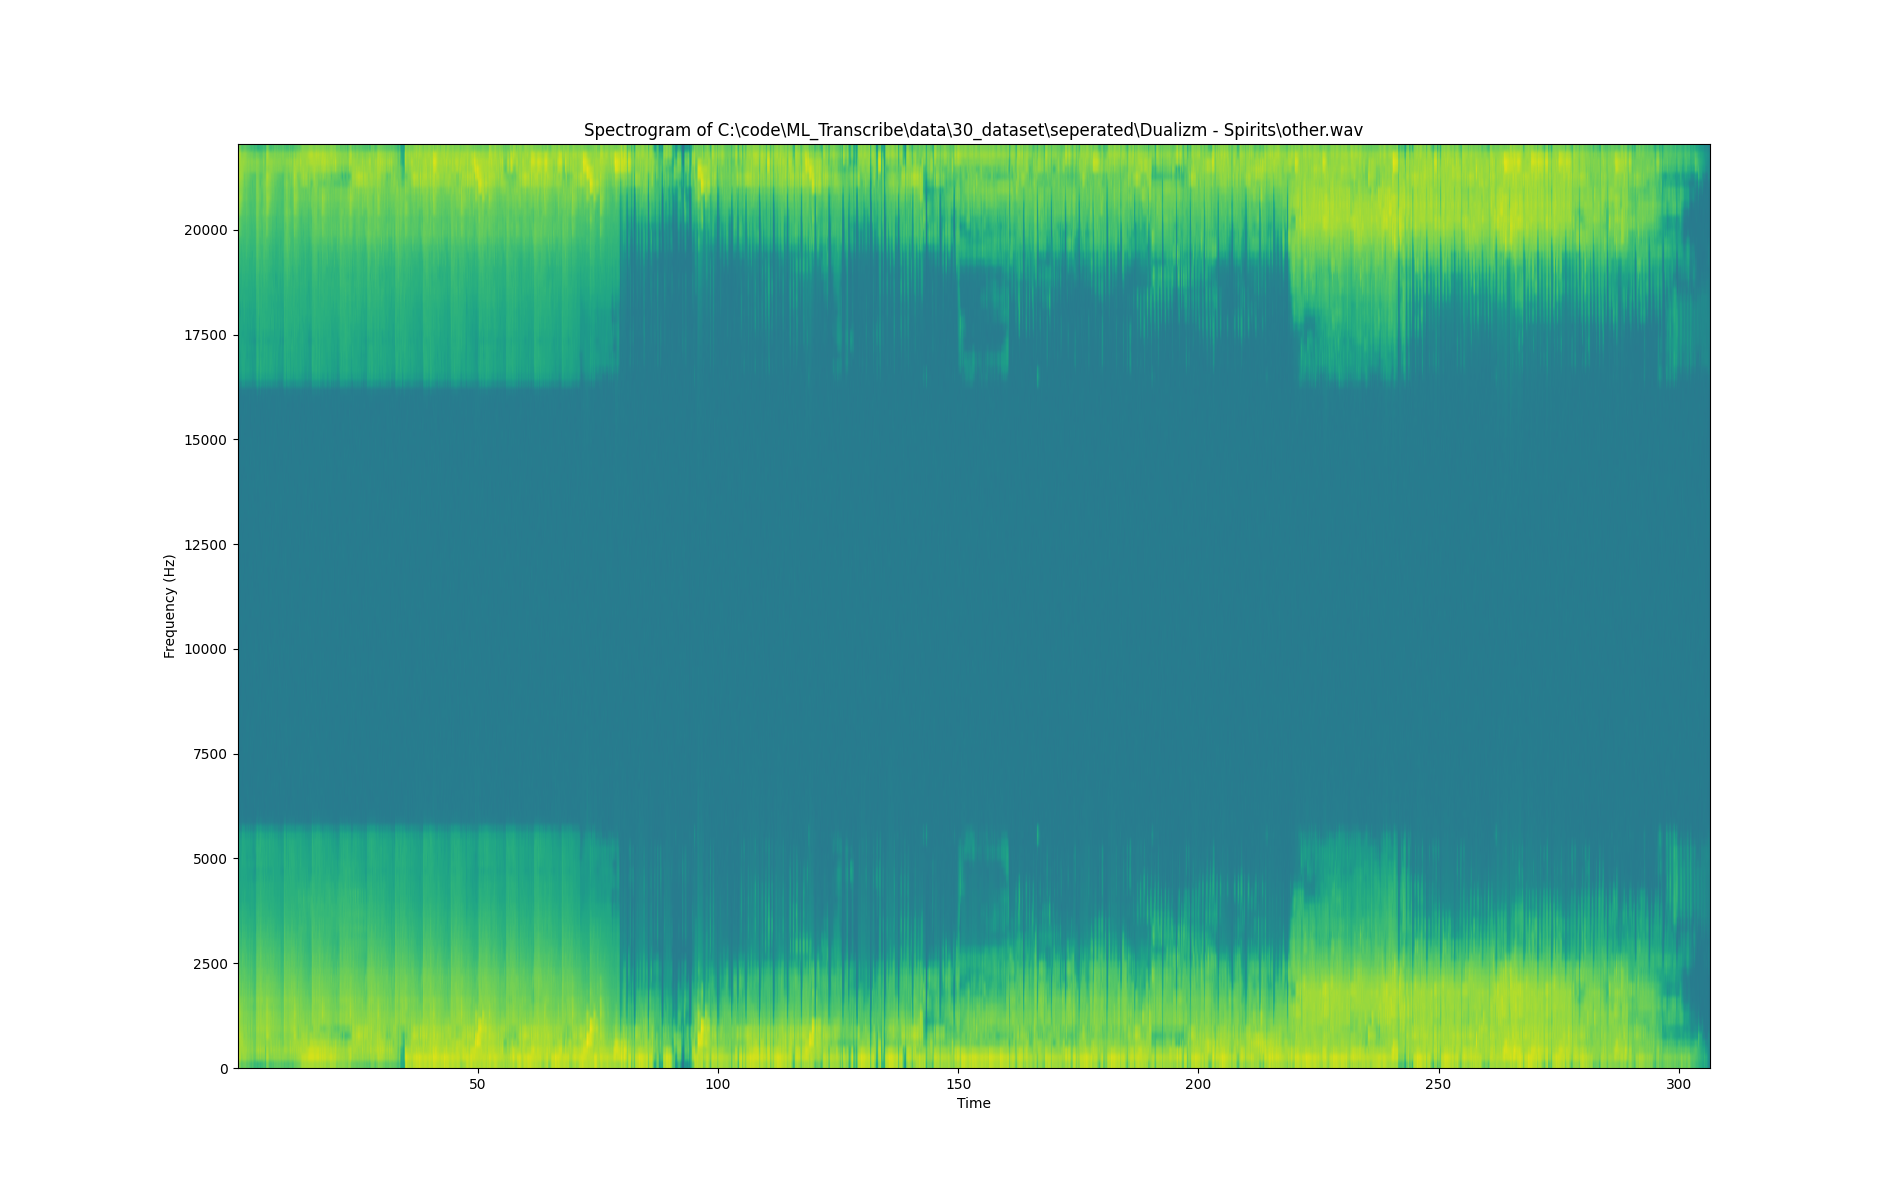 Spectrogram of C:\code\ML_Transcribe\data\30_dataset\seperated\Dualizm - Spirits\other.wav
Frequency (Hz)
20000
17500
15000
12500
10000
7500
5000
2500
0
50 100 150 200 250 300
Time